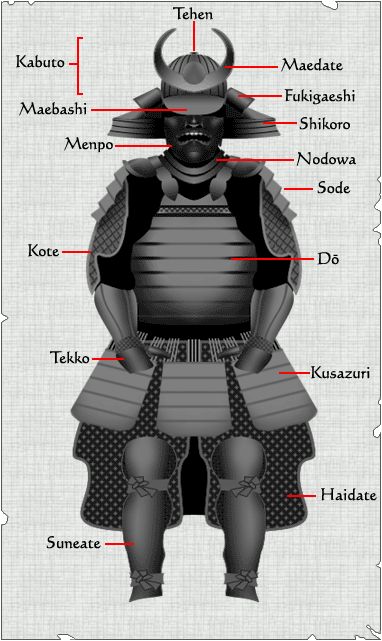 Tehen
Kabuto
Maedate
Maebashi
Fukigaeshi
Shikoro
Menpo
Nodowa
Sode
Kote
Dō
Tekko
Kusazuri
Haidate
Suneate